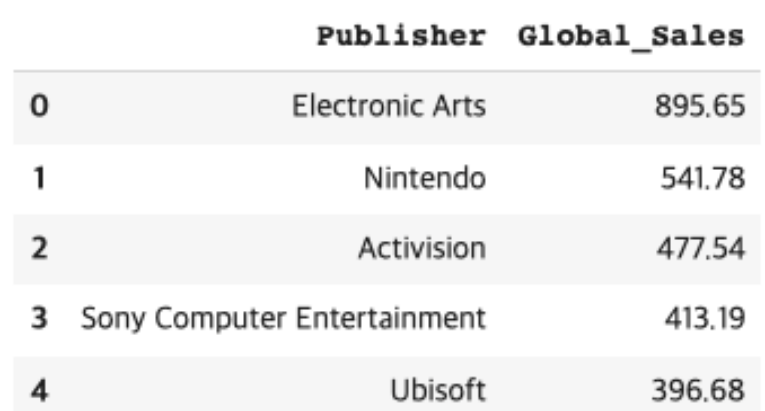 Publisher Global_Sales
0 Electronic Arts 895.65
1 Nintendo 541.78
2 Activision 477.54
3 Sony Computer Entertainment 413.19
4 Ubisoft 396.68